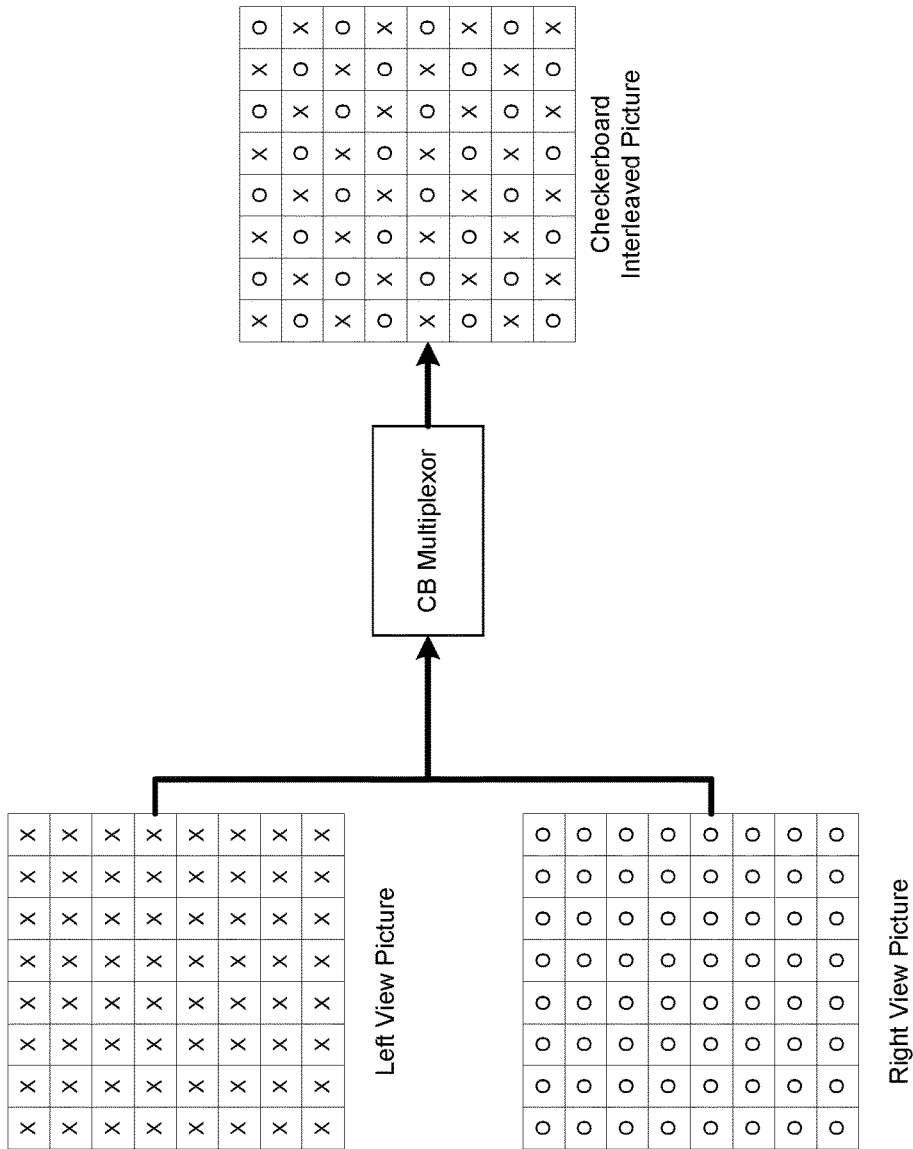 X X X X X X X X
X X X X X X X X
X X X X X X X X
X X X X X X X X
X X X X X X X X
X X X X X X X X
X X X X X X X X
X X X X X X X X
Left View Picture
O O O O O O O O
O O O O O O O O
O O O O O O O O
O O O O O O O O
O O O O O O O O
O O O O O O O O
O O O O O O O O
O O O O O O O O
Right View Picture
CB Multiplexor
X O X O X O X O
O X O X O X O X
X O X O X O X O
O X O X O X O X
X O X O X O X O
O X O X O X O X
X O X O X O X O
O X O X O X O X
Checkerboard
Interleaved Picture